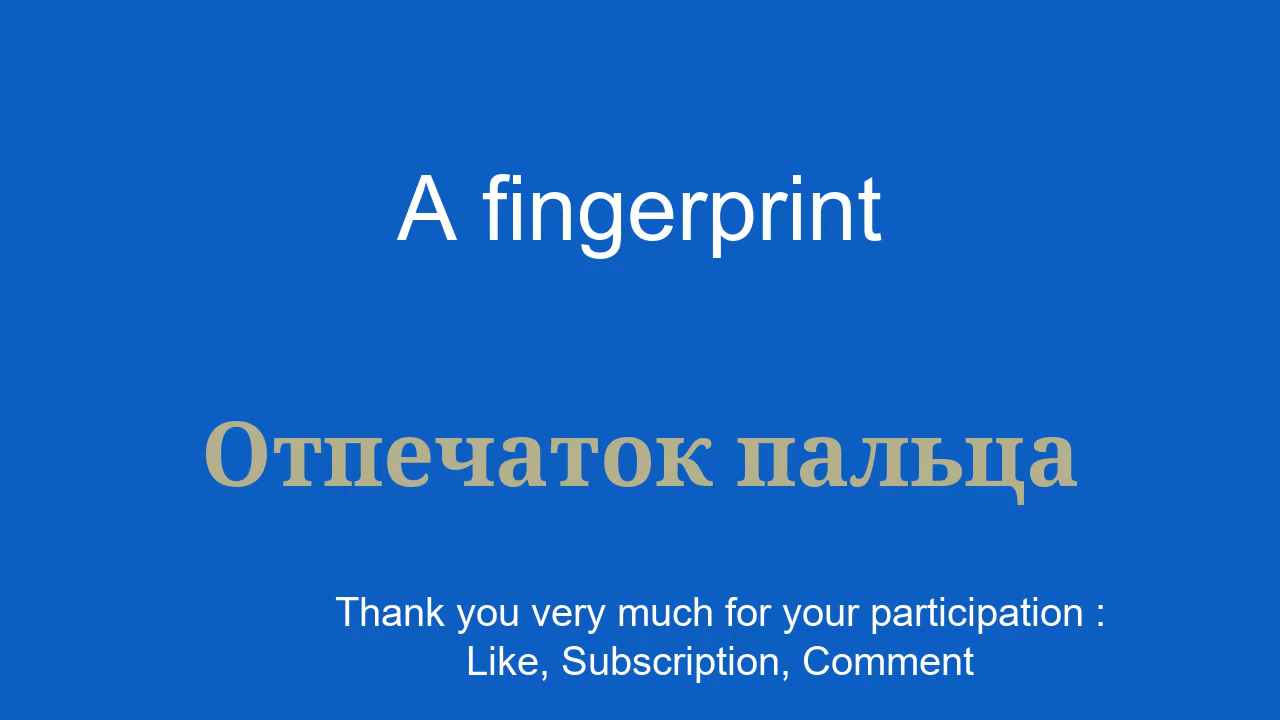 A fingerprint
Отпечаток пальца
Thank you very much for your participation :
Like, Subscription, Comment